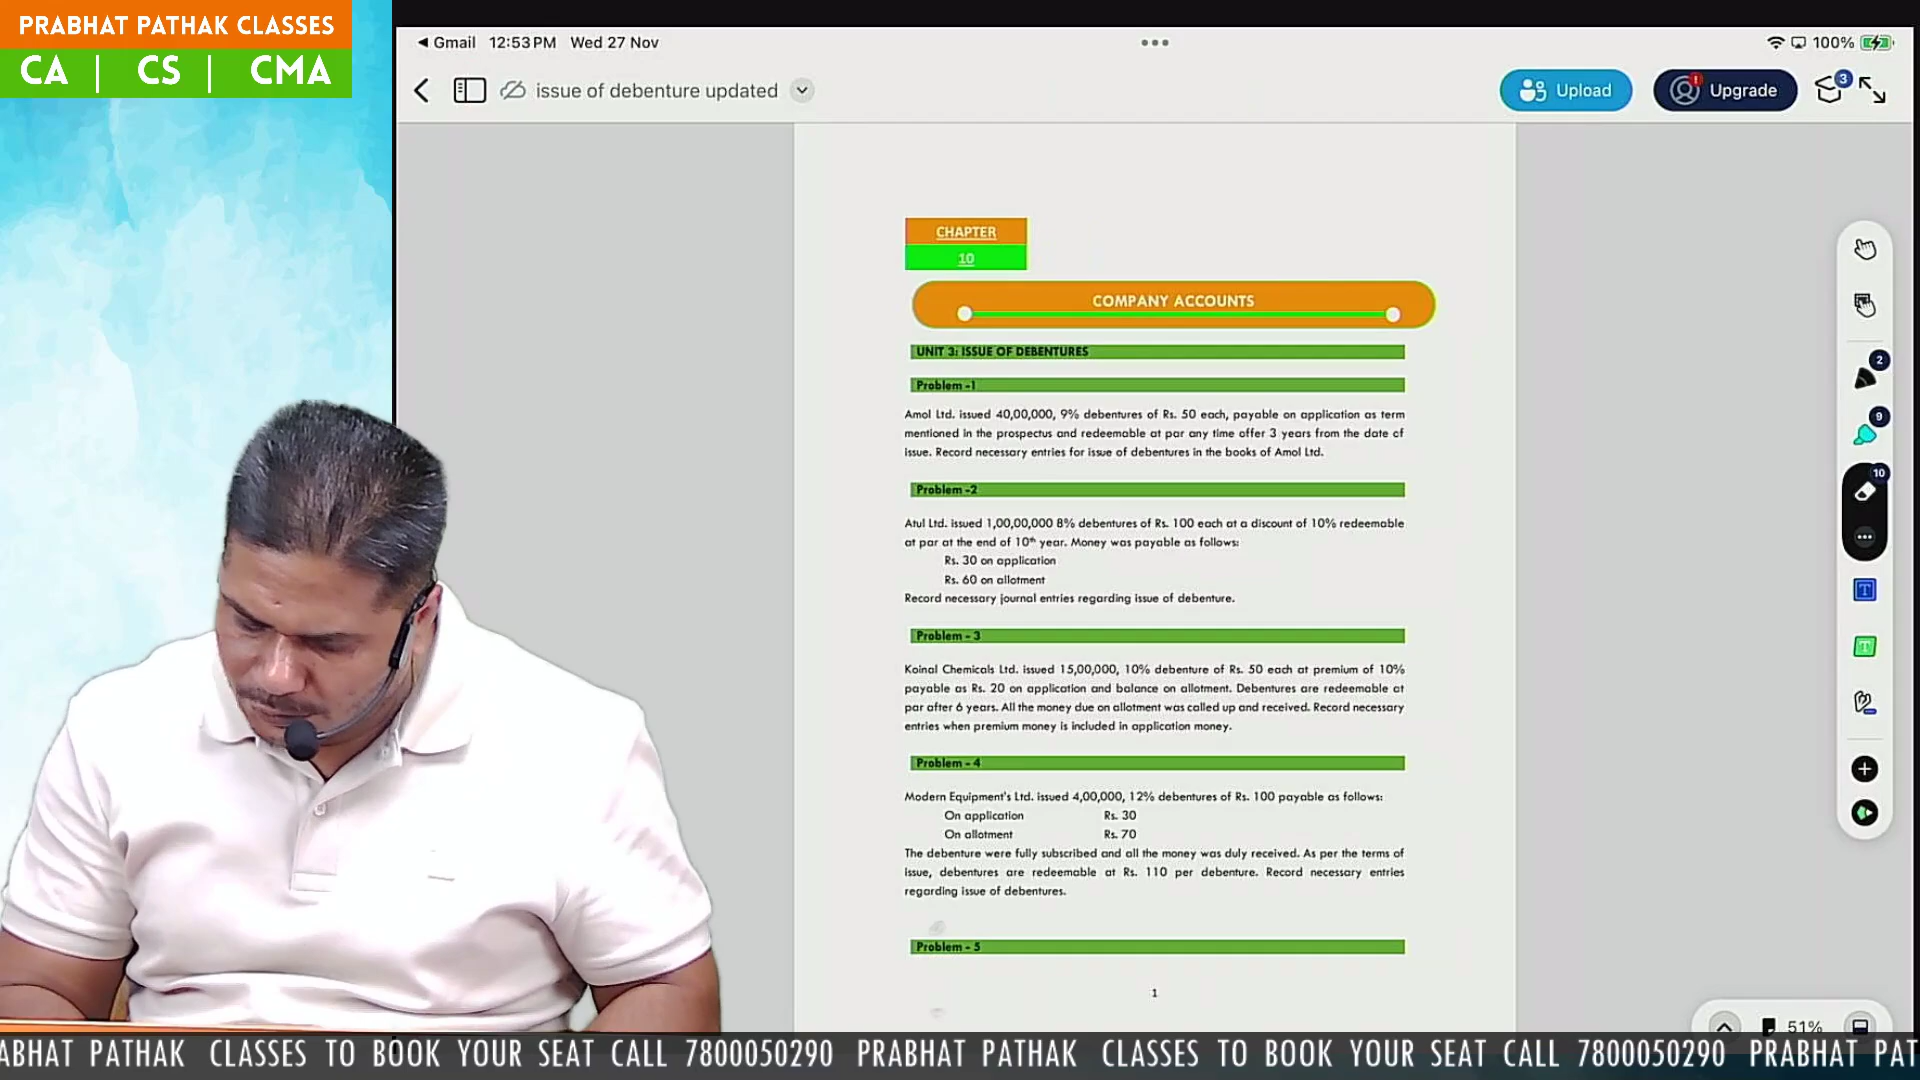 PRABHAT PATHAK CLASSES
CA | CS | CMA
Gmail 12:53 PM Wed 27 Nov
100%
issue of debenture updated
Upload
Upgrade
3
CHAPTER
10
COMPANY ACCOUNTS
UNIT 3: ISSUE OF DEBENTURES
Problem -1
Amol Ltd. issued 40,00,000, 9% debentures of Rs. 50 each, payable on application as term
mentioned in the prospectus and redeemable at par any time offer 3 years from the date of
issue. Record necessary entries for issue of debentures in the books of Amol Ltd.
Problem -2
Atul Ltd. issued 1,00,00,000 8% debentures of Rs. 100 each at a discount of 10% redeemable
at par at the end of 10th year. Money was payable as follows:
Rs. 30 on application
Rs. 60 on allotment
Record necessary journal entries regarding issue of debenture.
Problem - 3
Koinal Chemicals Ltd. issued 15,00,000, 10% debenture of Rs. 50 each at premium of 10%
payable as Rs. 20 on application and balance on allotment. Debentures are redeemable at
par after 6 years. All the money due on allotment was called up and received. Record necessary
entries when premium money is included in application money.
Problem - 4
Modern Equipment's Ltd. issued 4,00,000, 12% debentures of Rs. 100 payable as follows:
On application Rs. 30
On allotment Rs. 70
The debenture were fully subscribed and all the money was duly received. As per the terms of
issue, debentures are redeemable at Rs. 110 per debenture. Record necessary entries
regarding issue of debentures.
Problem - 5
1
2
9
10
T
T
51%
ABHAT PATHAK CLASSES TO BOOK YOUR SEAT CALL 7800050290 PRABHAT PATHAK CLASSES TO BOOK YOUR SEAT CALL 7800050290 PRABHAT PAT